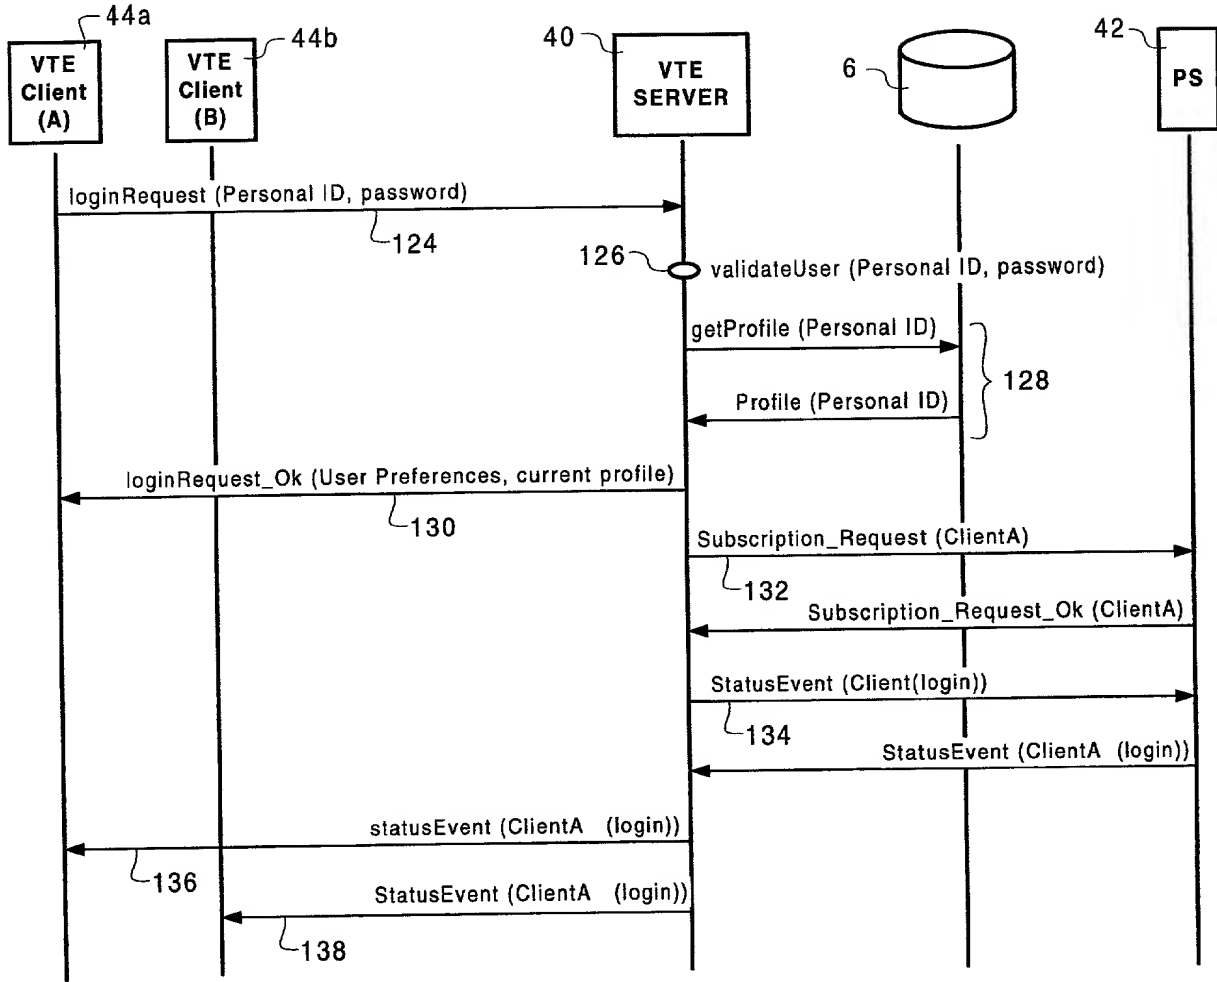 44a
44b
40
6
42
VTE
Client
(A)
VTE
Client
(B)
VTE
SERVER
PS
loginRequest (Personal ID, password)
124
126
validateUser (Personal ID, password)
getProfile (Personal ID)
128
Profile (Personal ID)
loginRequest_Ok (User Preferences, current profile)
130
Subscription_Request (ClientA)
132
Subscription_Request_Ok (ClientA)
StatusEvent (Client(login))
134
StatusEvent (ClientA (login))
statusEvent (ClientA (login))
136
StatusEvent (ClientA (login))
138